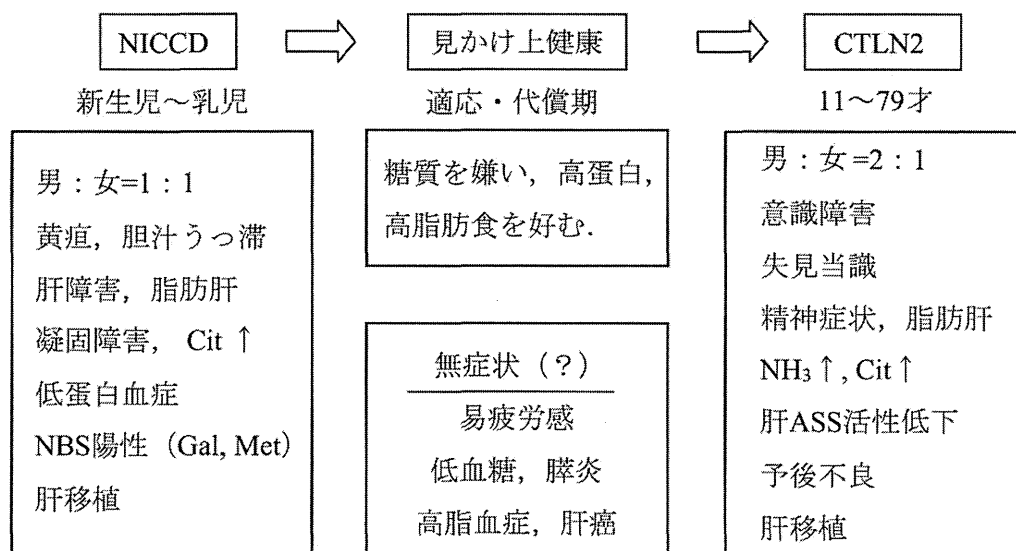 NICCD
見かけ上健康
CTLN2
新生児～乳児
適応・代償期
11～79才
男：女=1：1
黄疸，胆汁うっ滞
肝障害，脂肪肝
凝固障害， Cit ↑
低蛋白血症
NBS陽性（Gal, Met）
肝移植
糖質を嫌い，高蛋白，
高脂肪食を好む．
無症状（？）
易疲労感
低血糖，膵炎
高脂血症，肝癌
男：女=2：1
意識障害
失見当識
精神症状，脂肪肝
NH₃↑, Cit↑
肝ASS活性低下
予後不良
肝移植